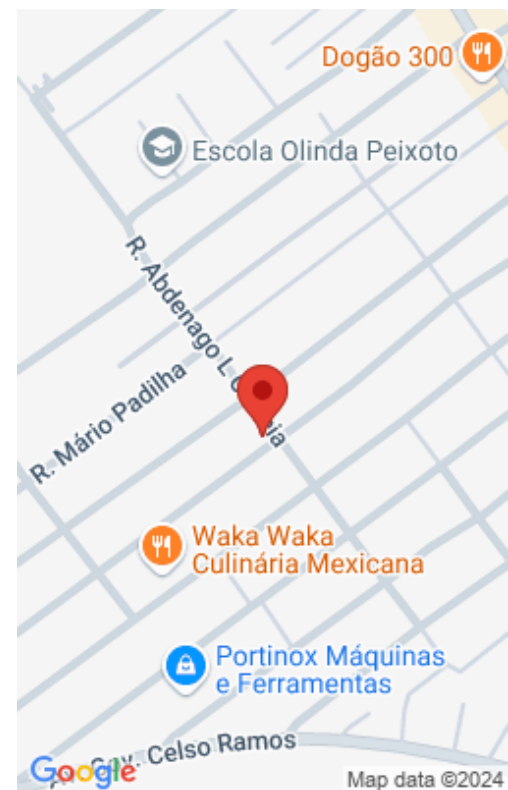 Dogão 300
Escola Olinda Peixoto
R. Abdenago L
R. Mário Padilha
Waka Waka
Culinária Mexicana
Portinox Máquinas
e Ferramentas
Celso Ramos
Google
Map data ©2024